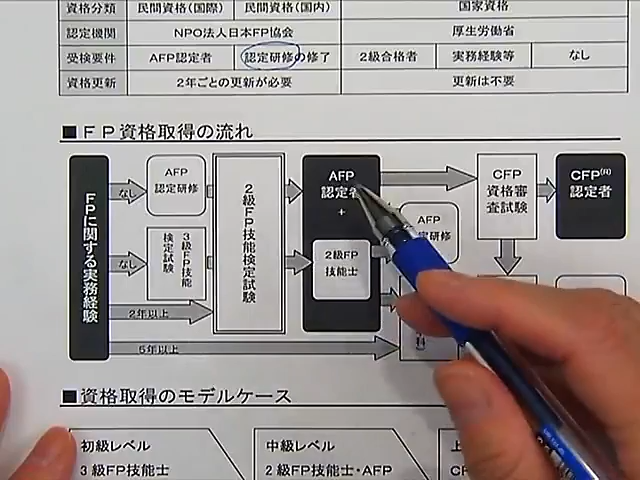 資格分類 民間資格(国際) 民間資格(国内) 国家資格
認定機関 NPO法人日本FP協会 厚生労働省
受検要件 AFP認定者 認定研修の修了 2級合格者 実務経験等 なし
資格更新 2年ごとの更新が必要 更新は不要
■FP資格取得の流れ
FPに関する実務経験
なし
AFP
認定研修
なし
3級FP技能
検定試験
2年以上
5年以上
2級FP技能検定試験
AFP
認定者
+
2級FP
技能士
AFP
CFP
資格審
査試験
CFP(R)
認定者
■資格取得のモデルケース
初級レベル
3級FP技能士
中級レベル
2級FP技能士・AFP